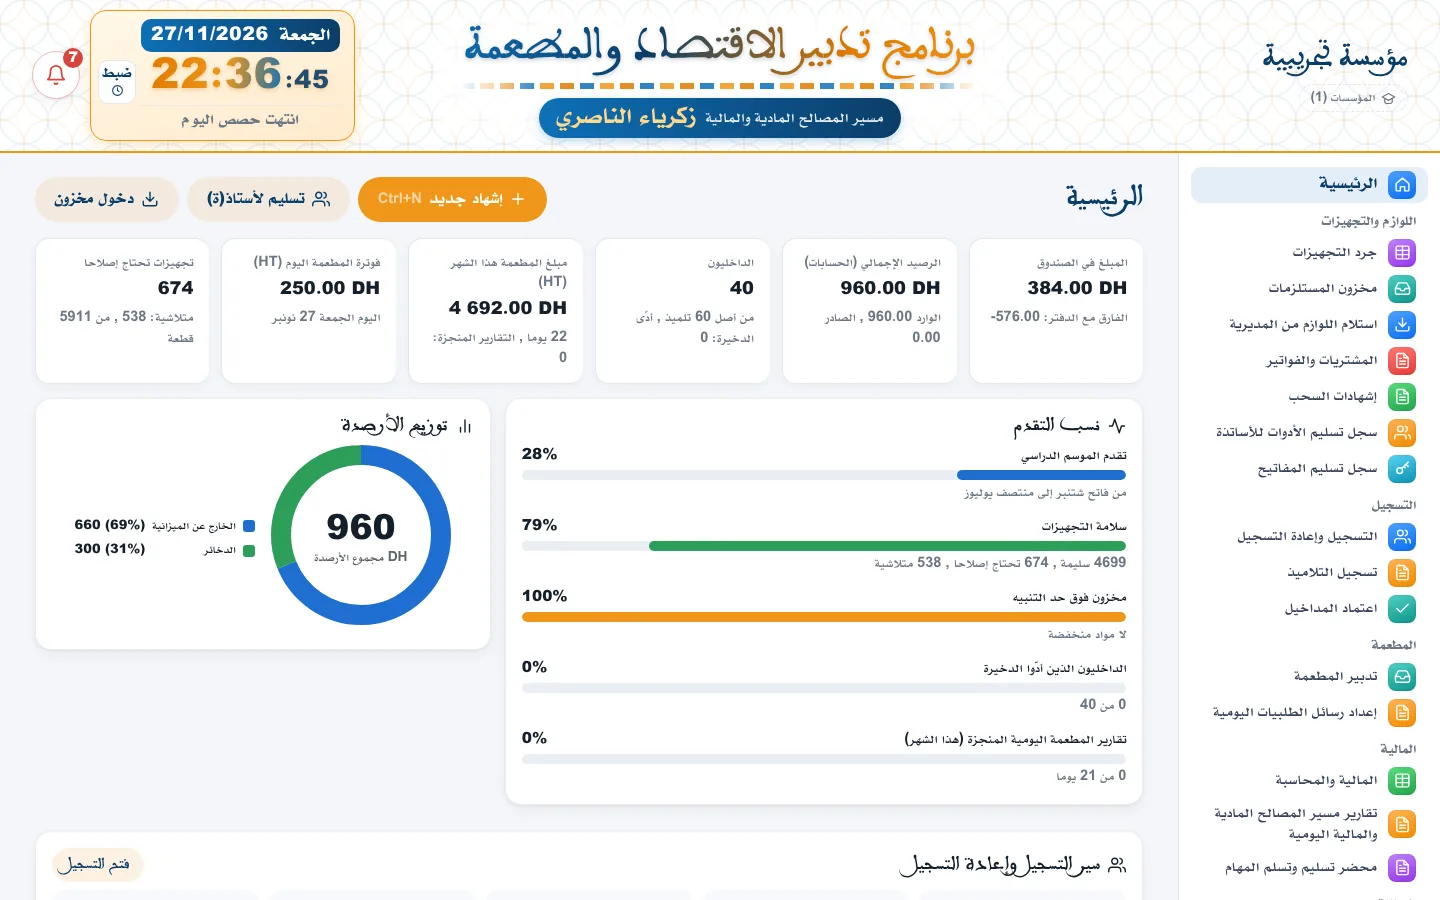 مؤسسة تجريبية
المؤسسات (1)
برنامج تدبير الاقتصاد والمطعمة
مسير المصالح المادية والمالية زكرياء الناصري
الجمعة 27/11/2026
22:36:45
ضبط
انتهت حصص اليوم
7
الرئيسية
اللوازم والتجهيزات
جرد التجهيزات
مخزون المستلزمات
استلام اللوازم من المديرية
المشتريات والفواتير
إشهادات السحب
سجل تسليم الأدوات للأساتذة
سجل تسليم المفاتيح
التسجيل
التسجيل وإعادة التسجيل
تسجيل التلاميذ
اعتماد المداخيل
المطعمة
تدبير المطعمة
إعداد رسائل الطلبيات اليومية
المالية
المالية والمحاسبة
تقارير مسير المصالح المادية
والمالية اليومية
محضر تسليم وتسلم المهام
الرئيسية
إشهاد جديد Ctrl+N
تسليم لأستاذ(ة)
دخول مخزون
المبلغ في الصندوق
384.00 DH
الفارق مع الدفتر: 576.00-
الرصيد الإجمالي (الحسابات)
960.00 DH
الوارد 960.00 , الصادر
0.00
الداخليون
40
من أصل 60 تلميذ , أدّى
الدخيرة: 0
مبلغ المطعمة هذا الشهر
(HT)
4 692.00 DH
22 يوما , التقارير المنجزة:
0
فوترة المطعمة اليوم (HT)
250.00 DH
اليوم الجمعة 27 نونبر
تجهيزات تحتاج إصلاحا
674
متلاشية: 538 , من 5911
قطعة
نسب التقدم
تقدم الموسم الدراسي 28%
من فاتح شتنبر إلى منتصف يوليوز
سلامة التجهيزات 79%
4699 سليمة , 674 تحتاج إصلاحا , 538 متلاشية
مخزون فوق حد التنبيه 100%
لا مواد منخفضة
الداخليون الذين أدّوا الدخيرة 0%
0 من 40
تقارير المطعمة اليومية المنجزة (هذا الشهر) 0%
0 من 21 يوما
توزيع الأرصدة
960
DH مجموع الأرصدة
الخارج عن الميزانية 660 (69%)
الدخائر 300 (31%)
سير التسجيل وإعادة التسجيل
فتح التسجيل